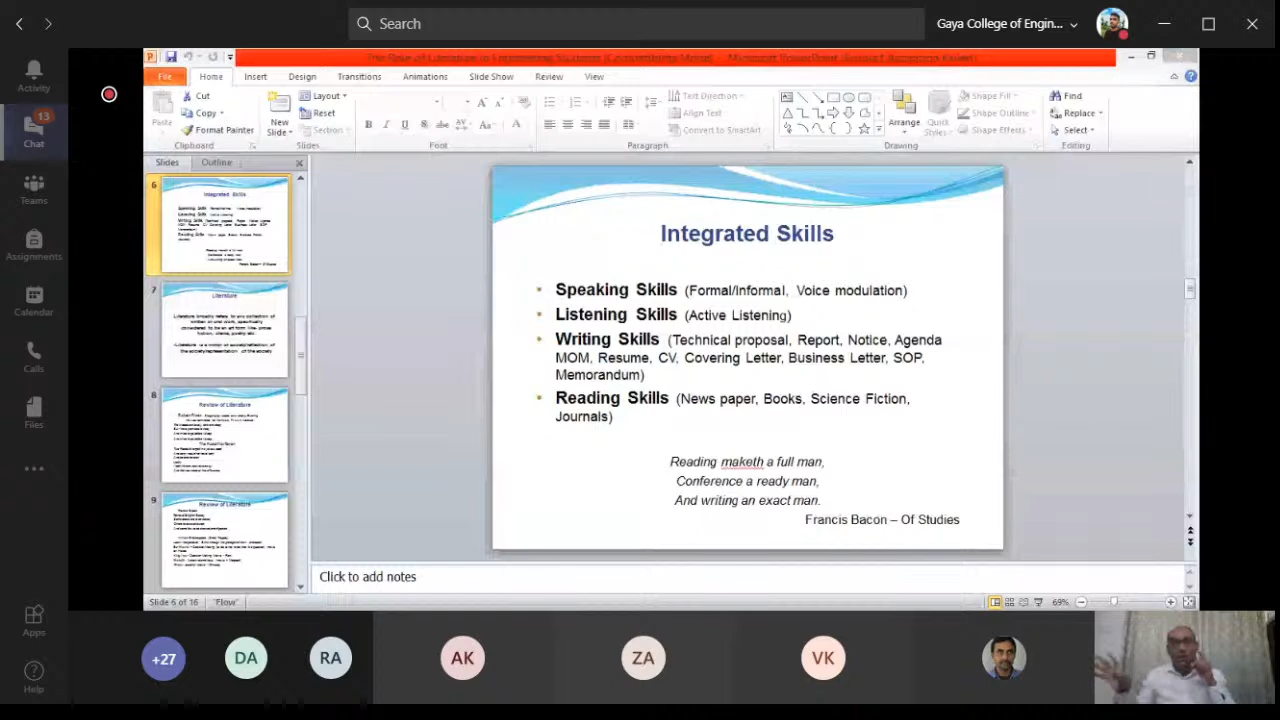 Search
Gaya College of Engin...
Activity
13
Chat
Teams
Assignments
Calendar
Calls
Files
Apps
Help
File Home Insert Design Transitions Animations Slide Show Review View
Paste
Cut
Copy
Format Painter
Clipboard
New
Slide
Layout
Reset
Section
Slides
Font
Text Direction
Align Text
Convert to SmartArt
Paragraph
Arrange
Quick
Styles
Shape Fill
Shape Outline
Shape Effects
Drawing
Find
Replace
Select
Editing
Slides Outline
6
Integrated Skills
7
Literature
8
Review of Literature
9
Review of Literature
Integrated Skills
Speaking Skills (Formal/Informal, Voice modulation)
Listening Skills (Active Listening)
Writing Skills (Technical proposal, Report, Notice, Agenda
MOM, Resume, CV, Covering Letter, Business Letter, SOP,
Memorandum)
Reading Skills (News paper, Books, Science Fiction,
Journals)
Reading maketh a full man,
Conference a ready man,
And writing an exact man.
Francis Bacon – Of Studies
Click to add notes
Slide 6 of 16 "Flow" 69%
+27 DA RA AK ZA VK